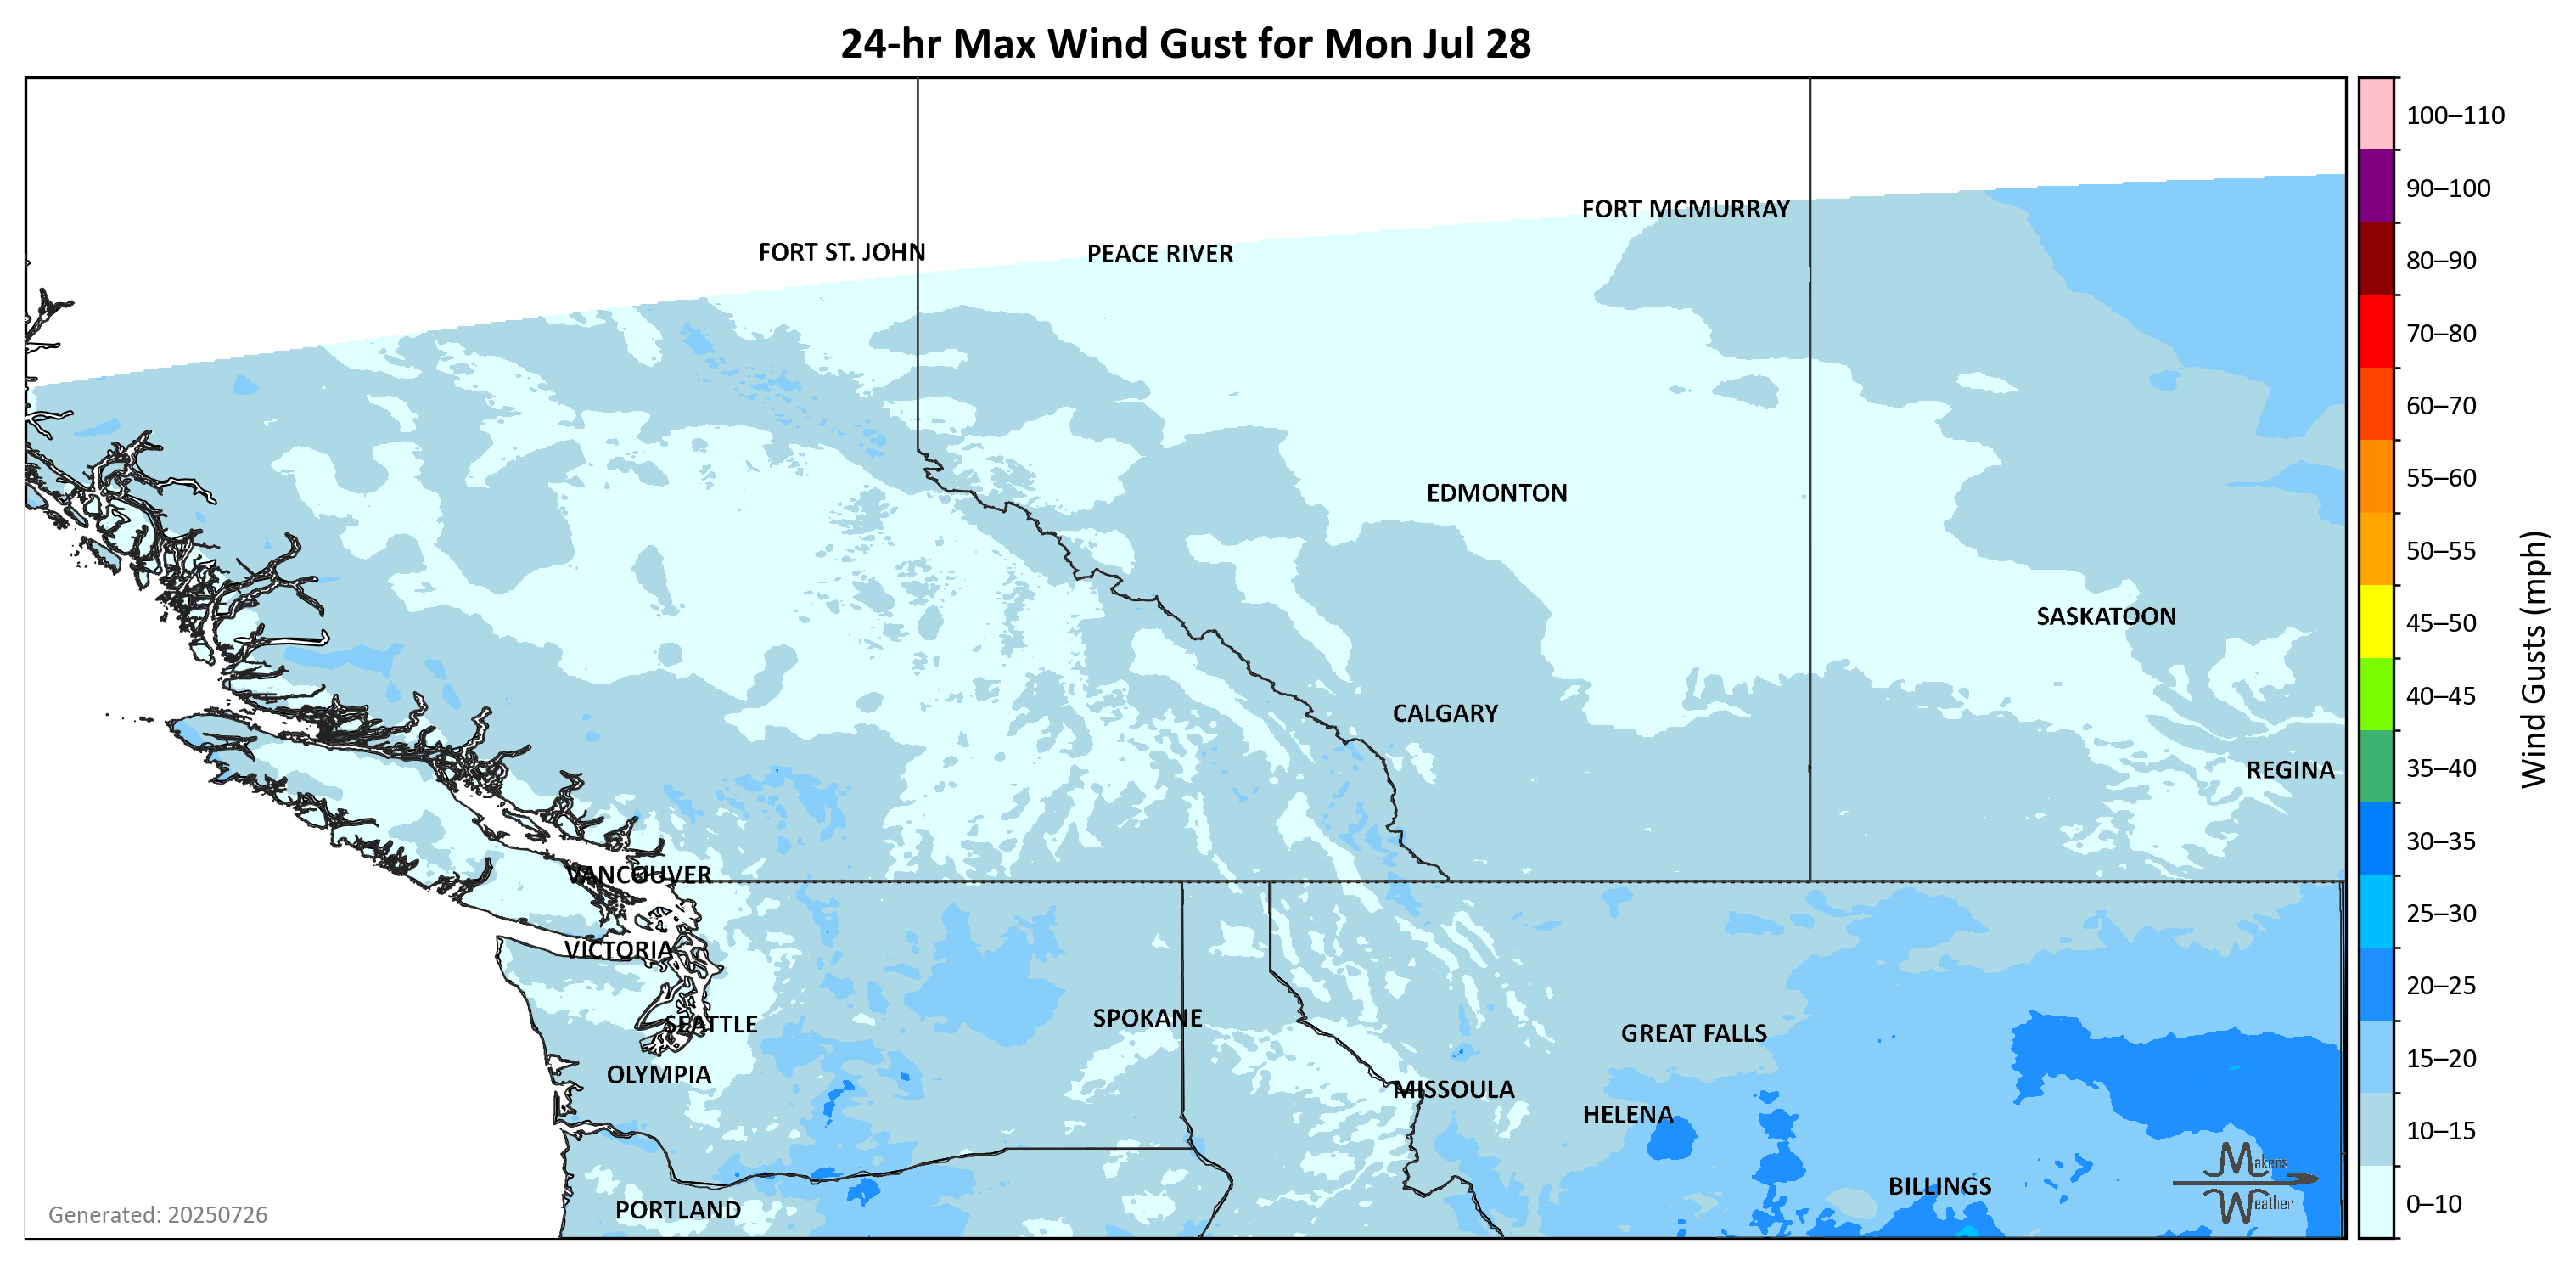 24-hr Max Wind Gust for Mon Jul 28
FORT MCMURRAY
FORT ST. JOHN
PEACE RIVER
EDMONTON
SASKATOON
CALGARY
REGINA
VANCOUVER
VICTORIA
SEATTLE
SPOKANE
GREAT FALLS
OLYMPIA
MISSOULA
HELENA
BILLINGS
PORTLAND
Makens
Weather
Generated: 20250726
100–110
90–100
80–90
70–80
60–70
55–60
50–55
45–50
40–45
35–40
30–35
25–30
20–25
15–20
10–15
0–10
Wind Gusts (mph)